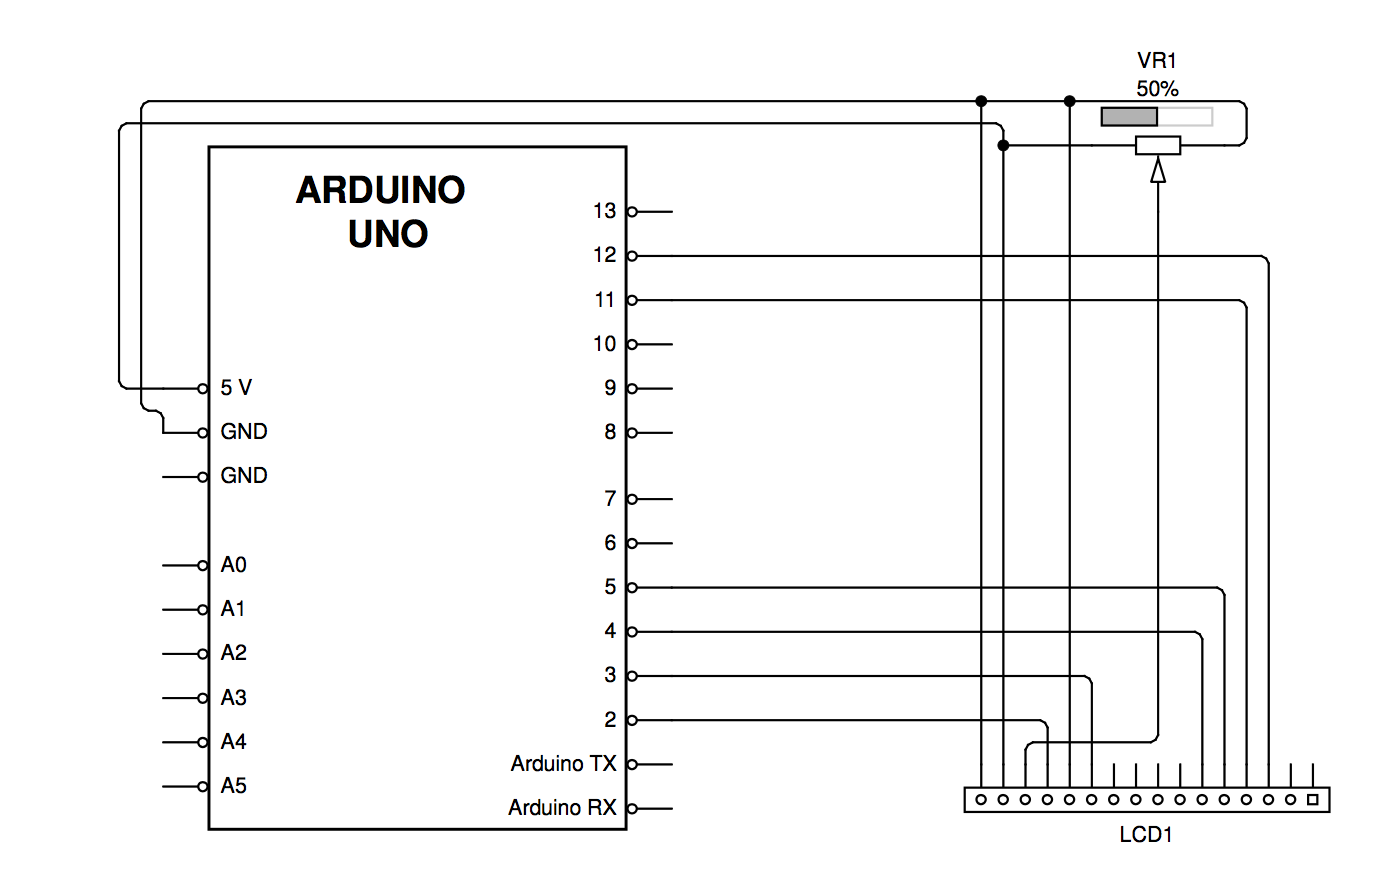 VR1
50%
ARDUINO
UNO
13
12
11
10
5 V
9
GND
8
GND
7
6
A0
5
A1
4
A2
3
A3
2
A4
Arduino TX
A5
Arduino RX
LCD1